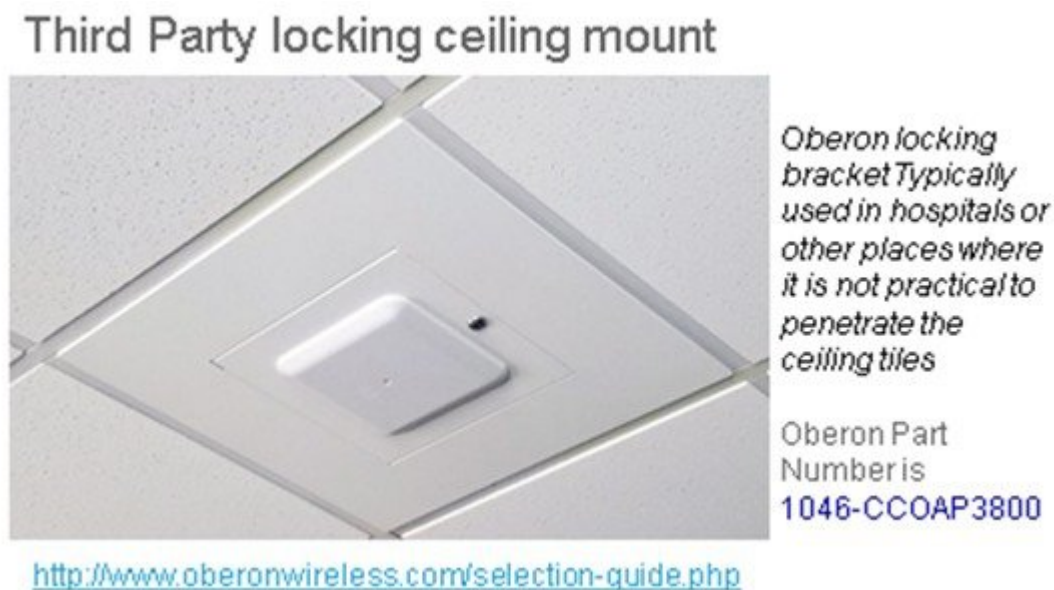 Third Party locking ceiling mount
Oberon locking
bracket Typically
used in hospitals or
other places where
it is not practical to
penetrate the
ceiling tiles
Oberon Part
Number is
1046-CCOAP3800
http://www.oberonwireless.com/selection-guide.php